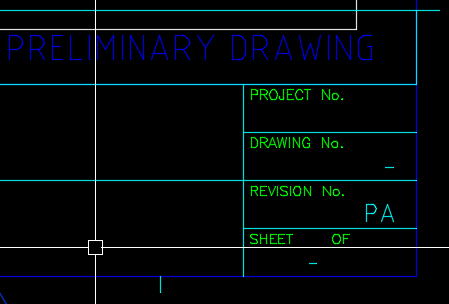 PRELIMINARY DRAWING
PROJECT No.
DRAWING No.
–
REVISION No.
PA
SHEET OF
–